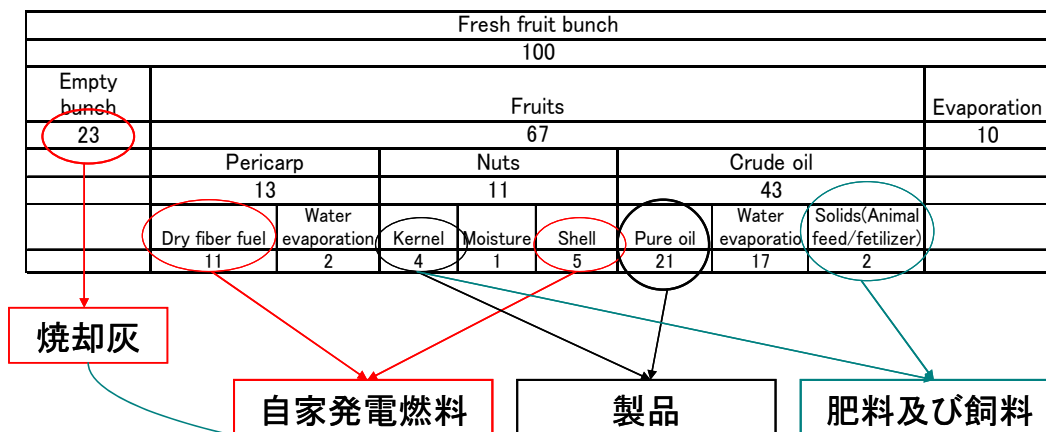 Fresh fruit bunch
100
Empty
bunch
Fruits
Evaporation
23
67
10
Pericarp
Nuts
Crude oil
13
11
43
Dry fiber fuel
Water
evaporation
Kernel
Moisture
Shell
Pure oil
Water
evaporatio
Solids(Animal
feed/fetilizer)
11
2
4
1
5
21
17
2
焼却灰
自家発電燃料
製品
肥料及び飼料